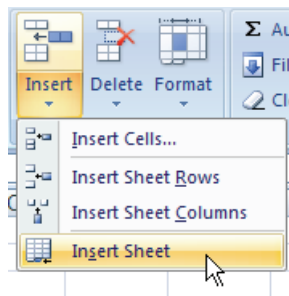 Σ Au
Insert Delete Format
Fil
Cl
Insert Cells...
Insert Sheet Rows
Insert Sheet Columns
Insert Sheet